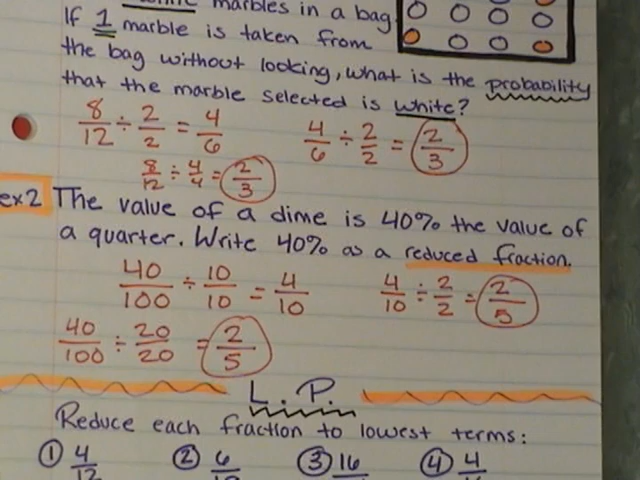 marbles in a bag
If 1 marble is taken from
the bag without looking, what is the probability
that the marble selected is white?
8/12 ÷ 2/2 = 4/6
4/6 ÷ 2/2 = 2/3
8/12 ÷ 4/4 = 2/3
ex2 The value of a dime is 40% the value of
a quarter. Write 40% as a reduced fraction.
40/100 ÷ 10/10 = 4/10
4/10 ÷ 2/2 = 2/5
40/100 ÷ 20/20 = 2/5
L.P.
Reduce each fraction to lowest terms:
① 4/12 ② 6 ③ 16 ④ 4